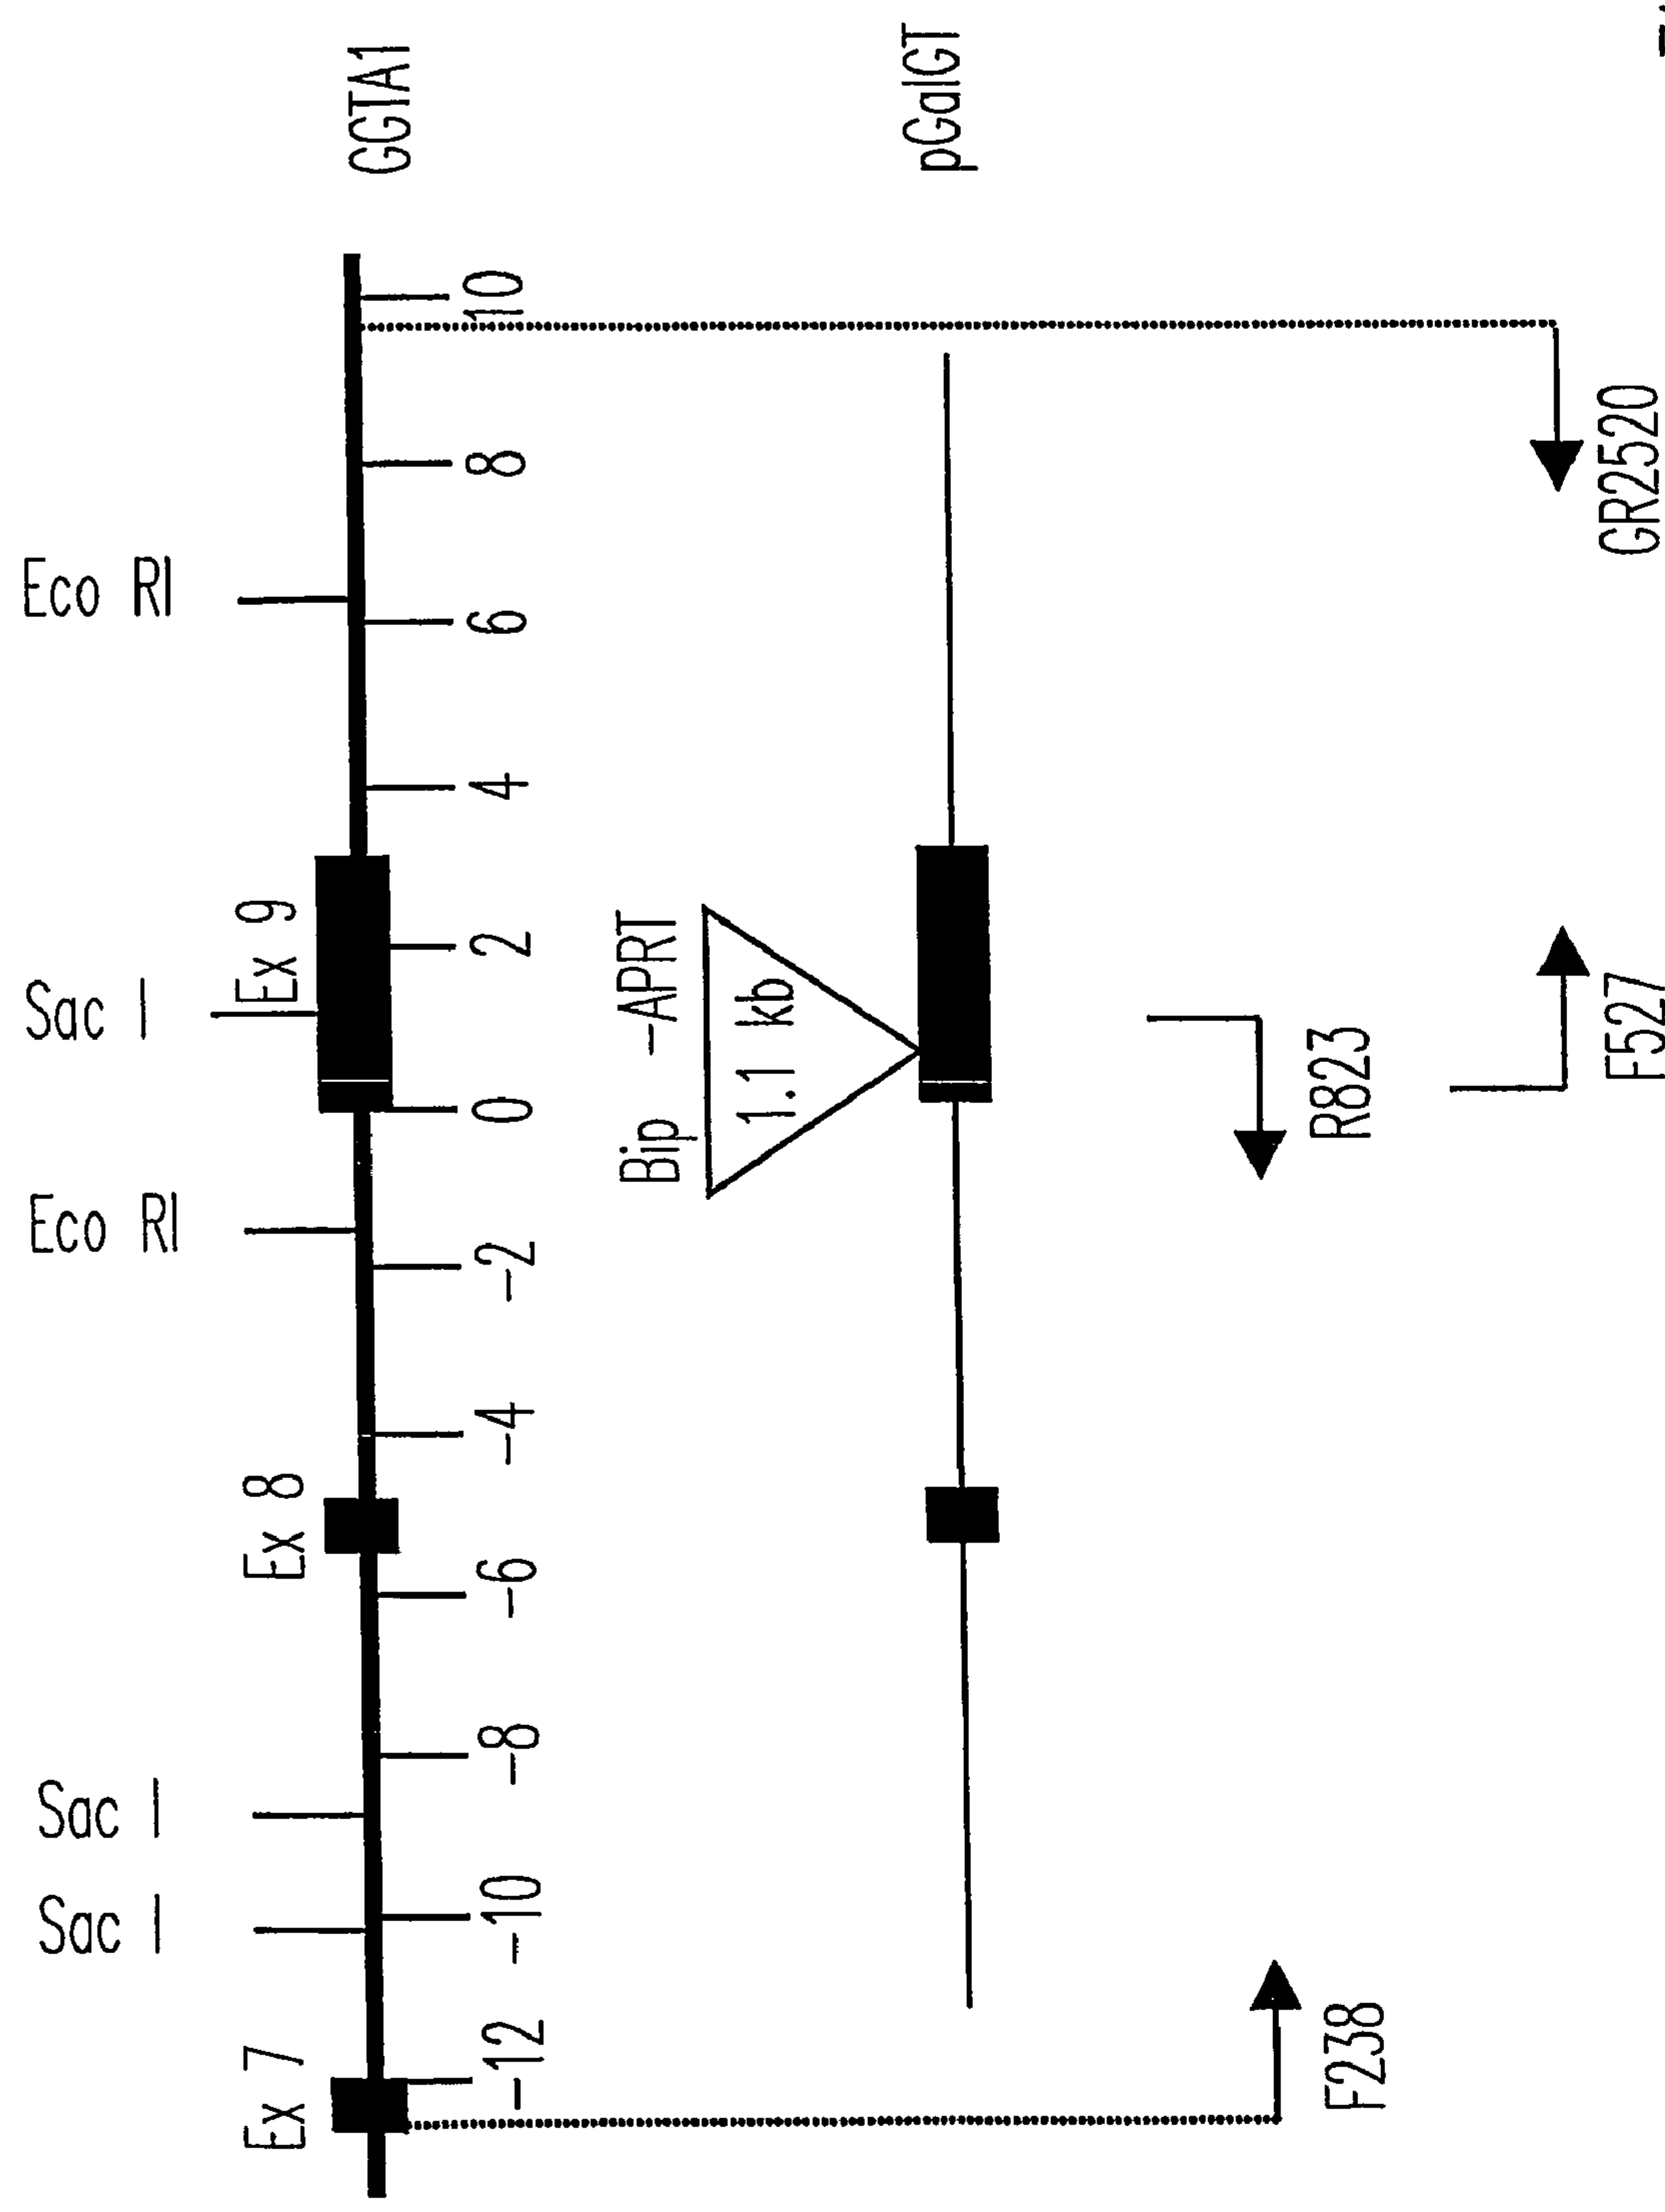 Sac I
Sac I
Eco RI
Sac I
Eco RI
Ex 7
Ex 8
Ex 9
GGTA1
-12
-10
-8
-6
-4
-2
0
2
4
6
8
10
Bip -APRT
1.1 kb
pGalGT
F238
R823
F527
GR2520